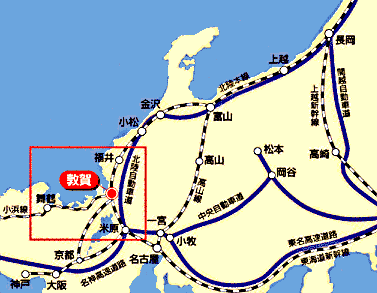 長岡
上越
北陸本線
関越自動車道
上越新幹線
金沢
富山
小松
高崎
福井
北陸自動車道
松本
高山
岡谷
敦賀
高山線
舞鶴
小浜線
中央自動車道
米原
一宮
小牧
東名高速道路
京都
名古屋
東海道新幹線
神戸
大阪
名神高速道路